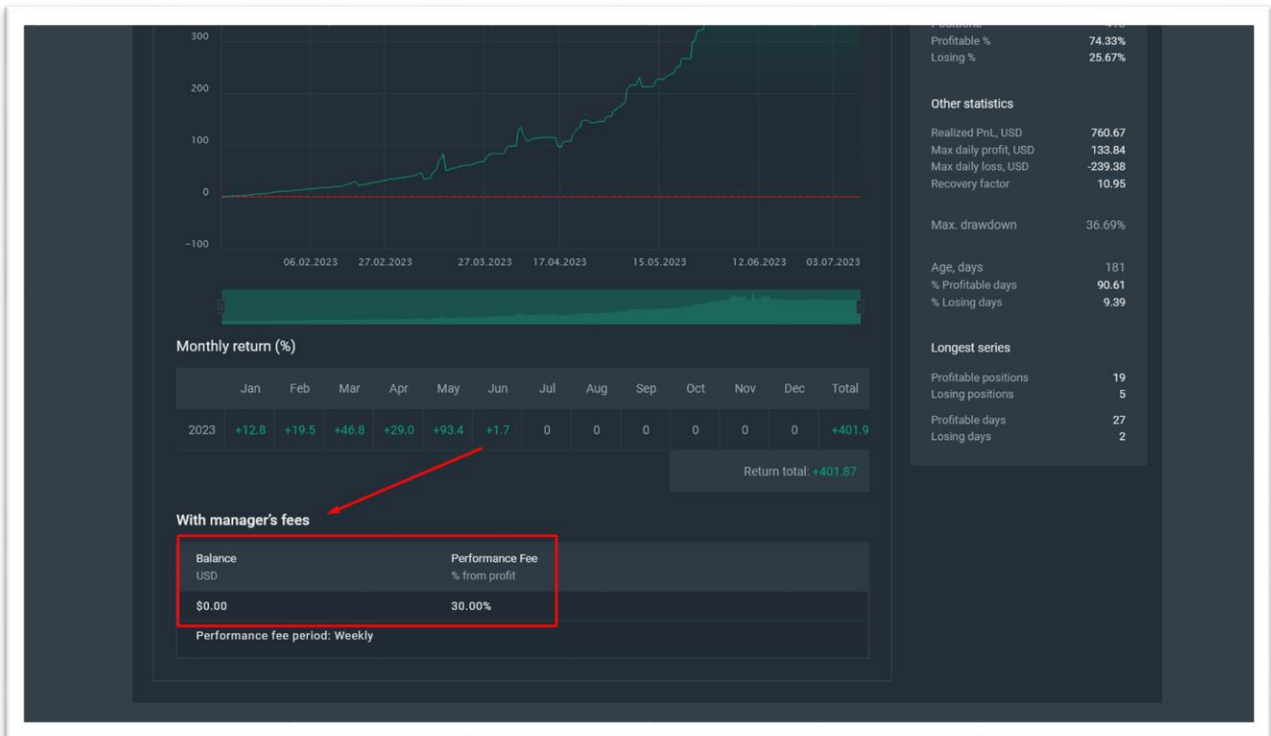 300
200
100
0
-100
06.02.2023 27.02.2023 27.03.2023 17.04.2023 15.05.2023 12.06.2023 03.07.2023
Monthly return (%)
Jan Feb Mar Apr May Jun Jul Aug Sep Oct Nov Dec Total
2023 +12.8 +19.5 +46.8 +29.0 +93.4 +1.7 0 0 0 0 0 0 +401.9
Return total: +401.87
With manager's fees
Balance Performance Fee
USD % from profit
$0.00 30.00%
Performance fee period: Weekly
Profitable % 74.33%
Losing % 25.67%
Other statistics
Realized PnL, USD 760.67
Max daily profit, USD 133.84
Max daily loss, USD -239.38
Recovery factor 10.95
Max. drawdown 36.69%
Age, days 181
% Profitable days 90.61
% Losing days 9.39
Longest series
Profitable positions 19
Losing positions 5
Profitable days 27
Losing days 2